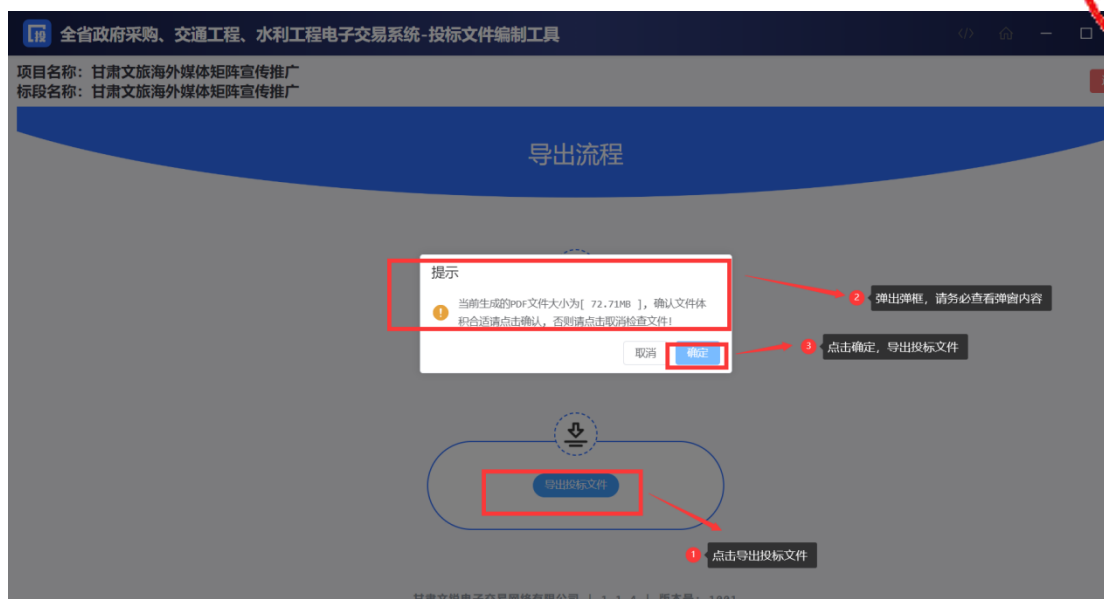 投
全省政府采购、交通工程、水利工程电子交易系统-投标文件编制工具
项目名称：甘肃文旅海外媒体矩阵宣传推广
标段名称：甘肃文旅海外媒体矩阵宣传推广
导出流程
提示
当前生成的PDF文件大小为[ 72.71MB ]，确认文件体
积合适请点击确认，否则请点击取消检查文件!
取消 确定
2 弹出弹框，请务必查看弹窗内容
3 点击确定，导出投标文件
导出投标文件
1 点击导出投标文件